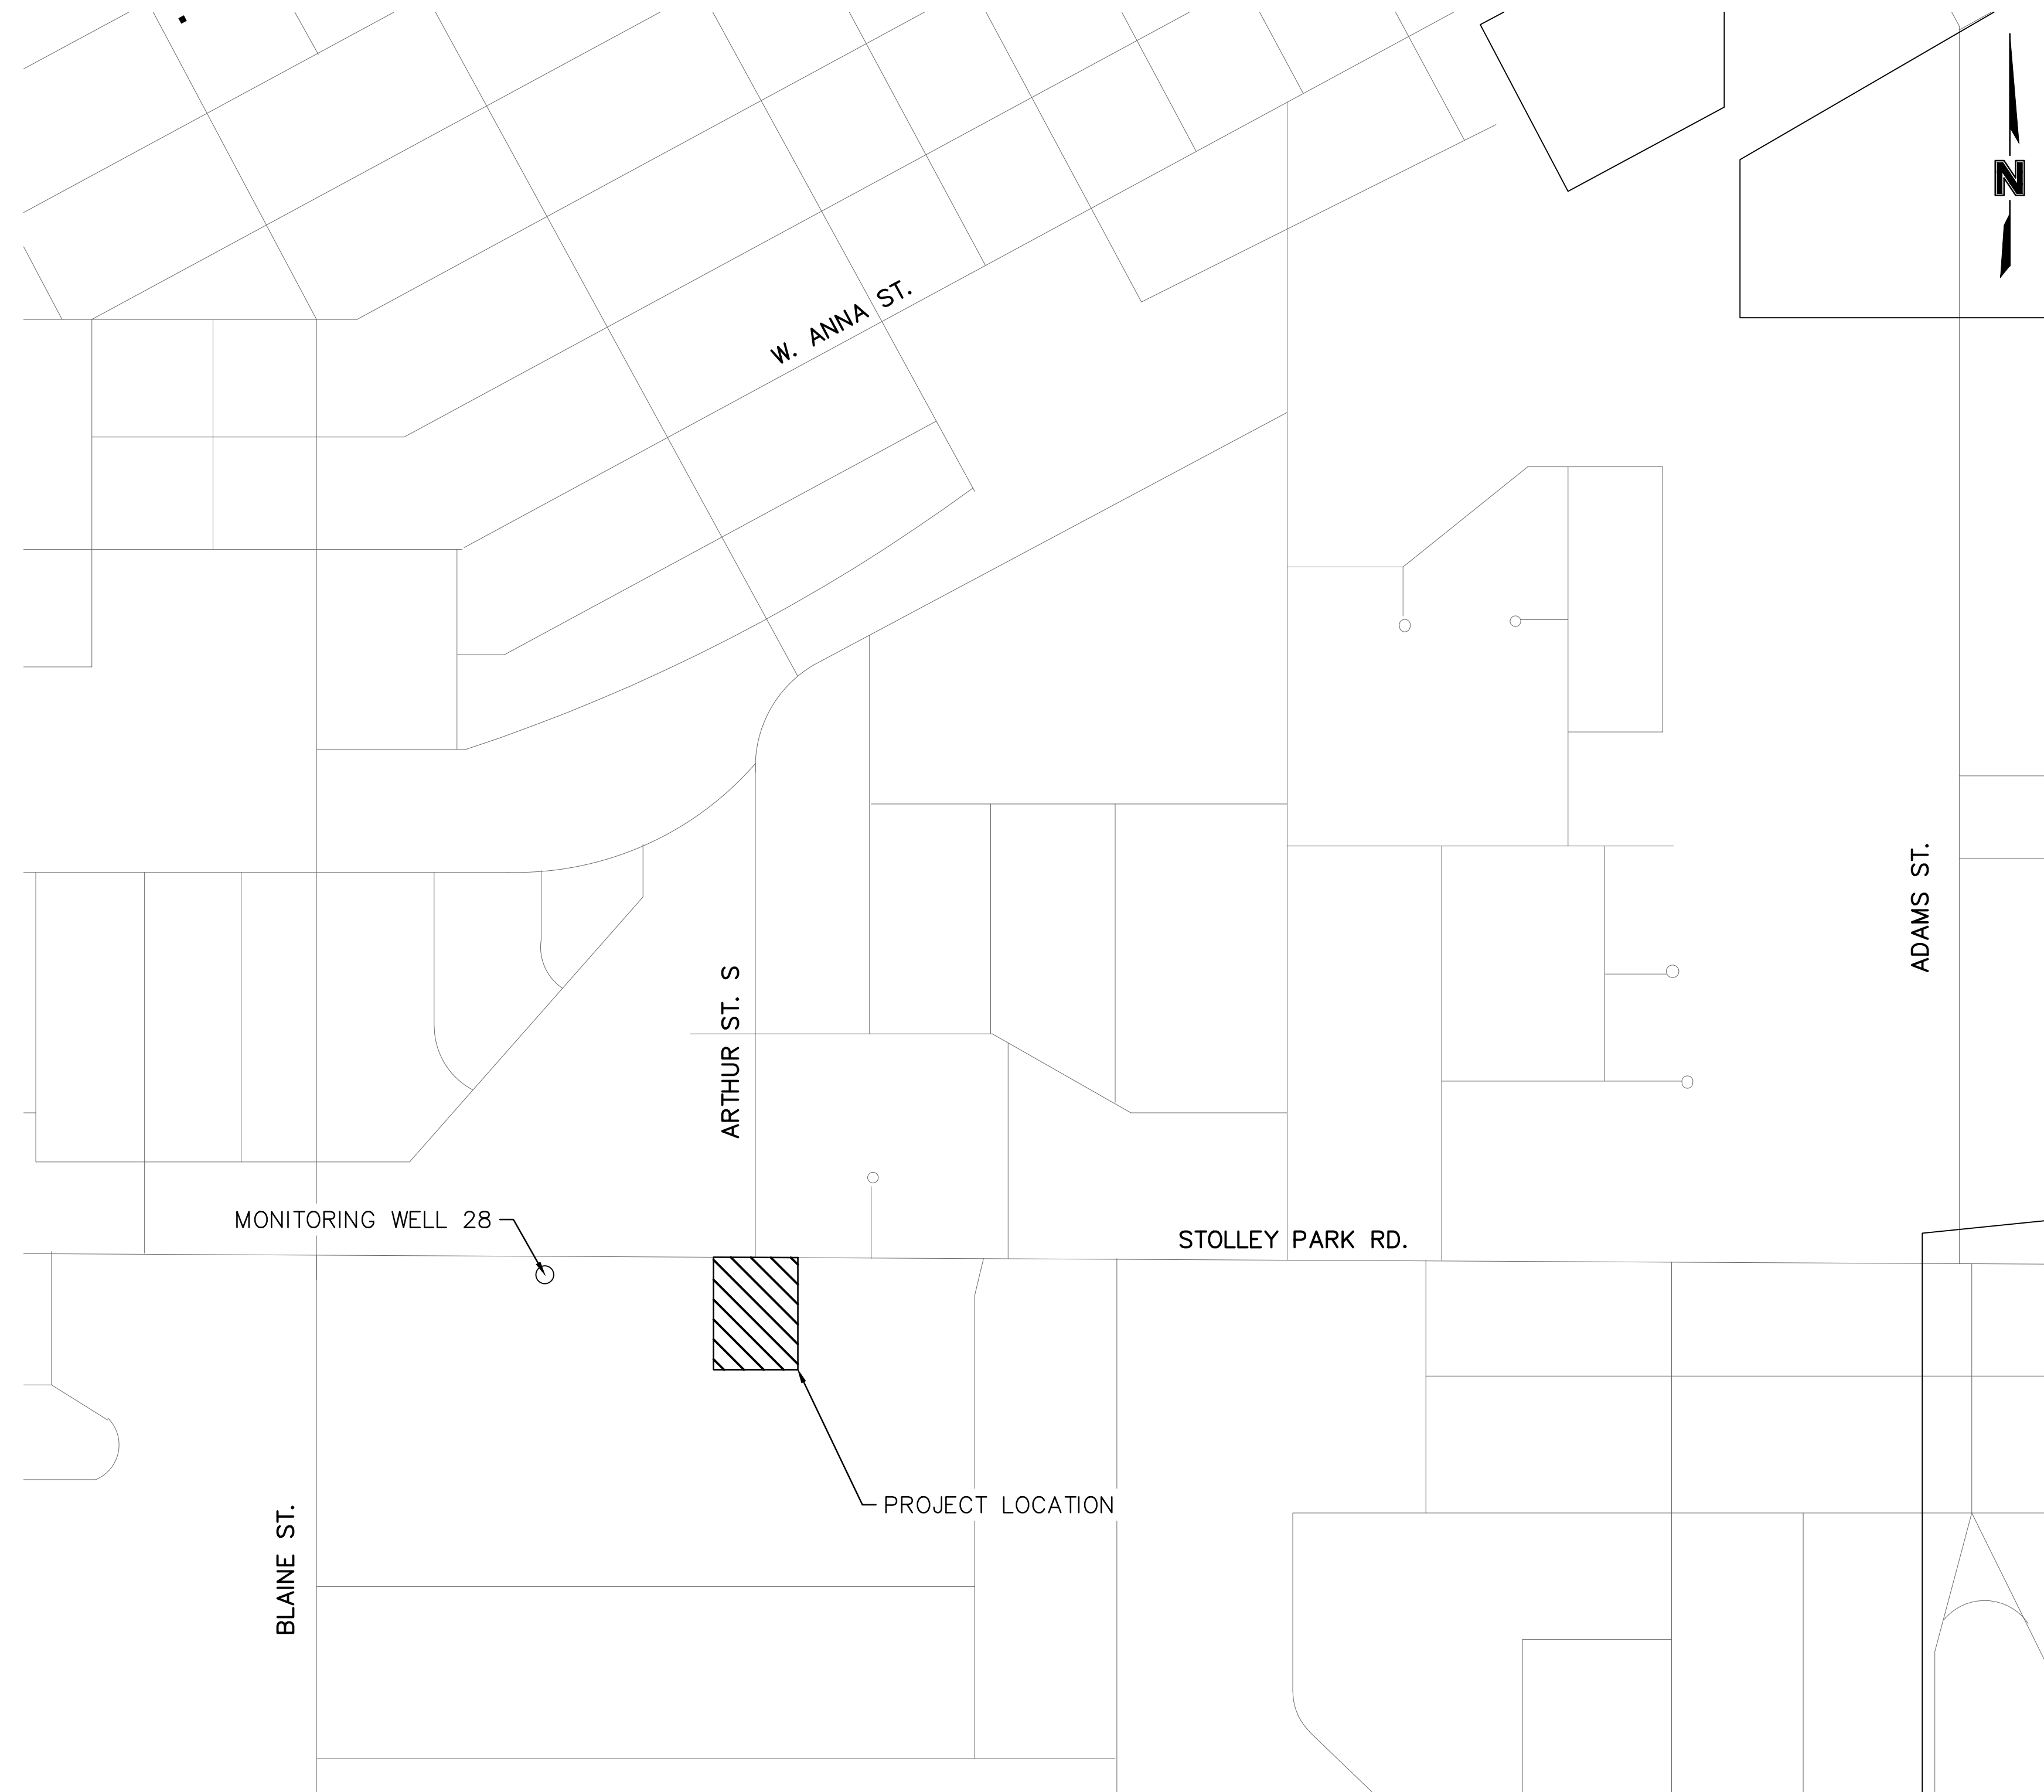 N
W. ANNA ST.
ADAMS ST.
ARTHUR ST. S
MONITORING WELL 28
STOLLEY PARK RD.
PROJECT LOCATION
BLAINE ST.